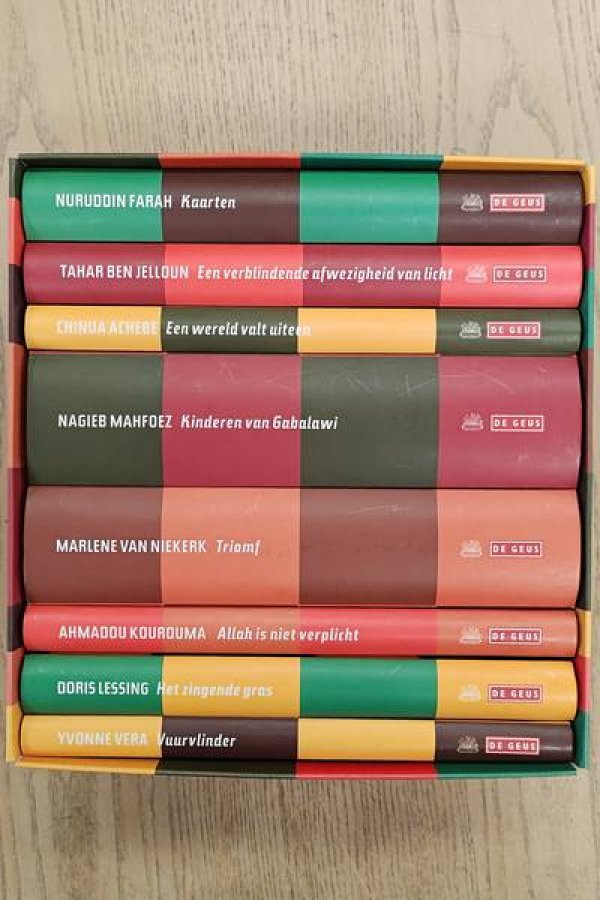 NURUDDIN FARAH Kaarten DE GEUS
TAHAR BEN JELLOUN Een verblindende afwezigheid van licht DE GEUS
CHINUA ACHEBE Een wereld valt uiteen DE GEUS
NAGIEB MAHFOEZ Kinderen van Gabalawi DE GEUS
MARLENE VAN NIEKERK Triomf DE GEUS
AHMADOU KOUROUMA Allah is niet verplicht DE GEUS
DORIS LESSING Het zingende gras DE GEUS
YVONNE VERA Vuurvlinder DE GEUS